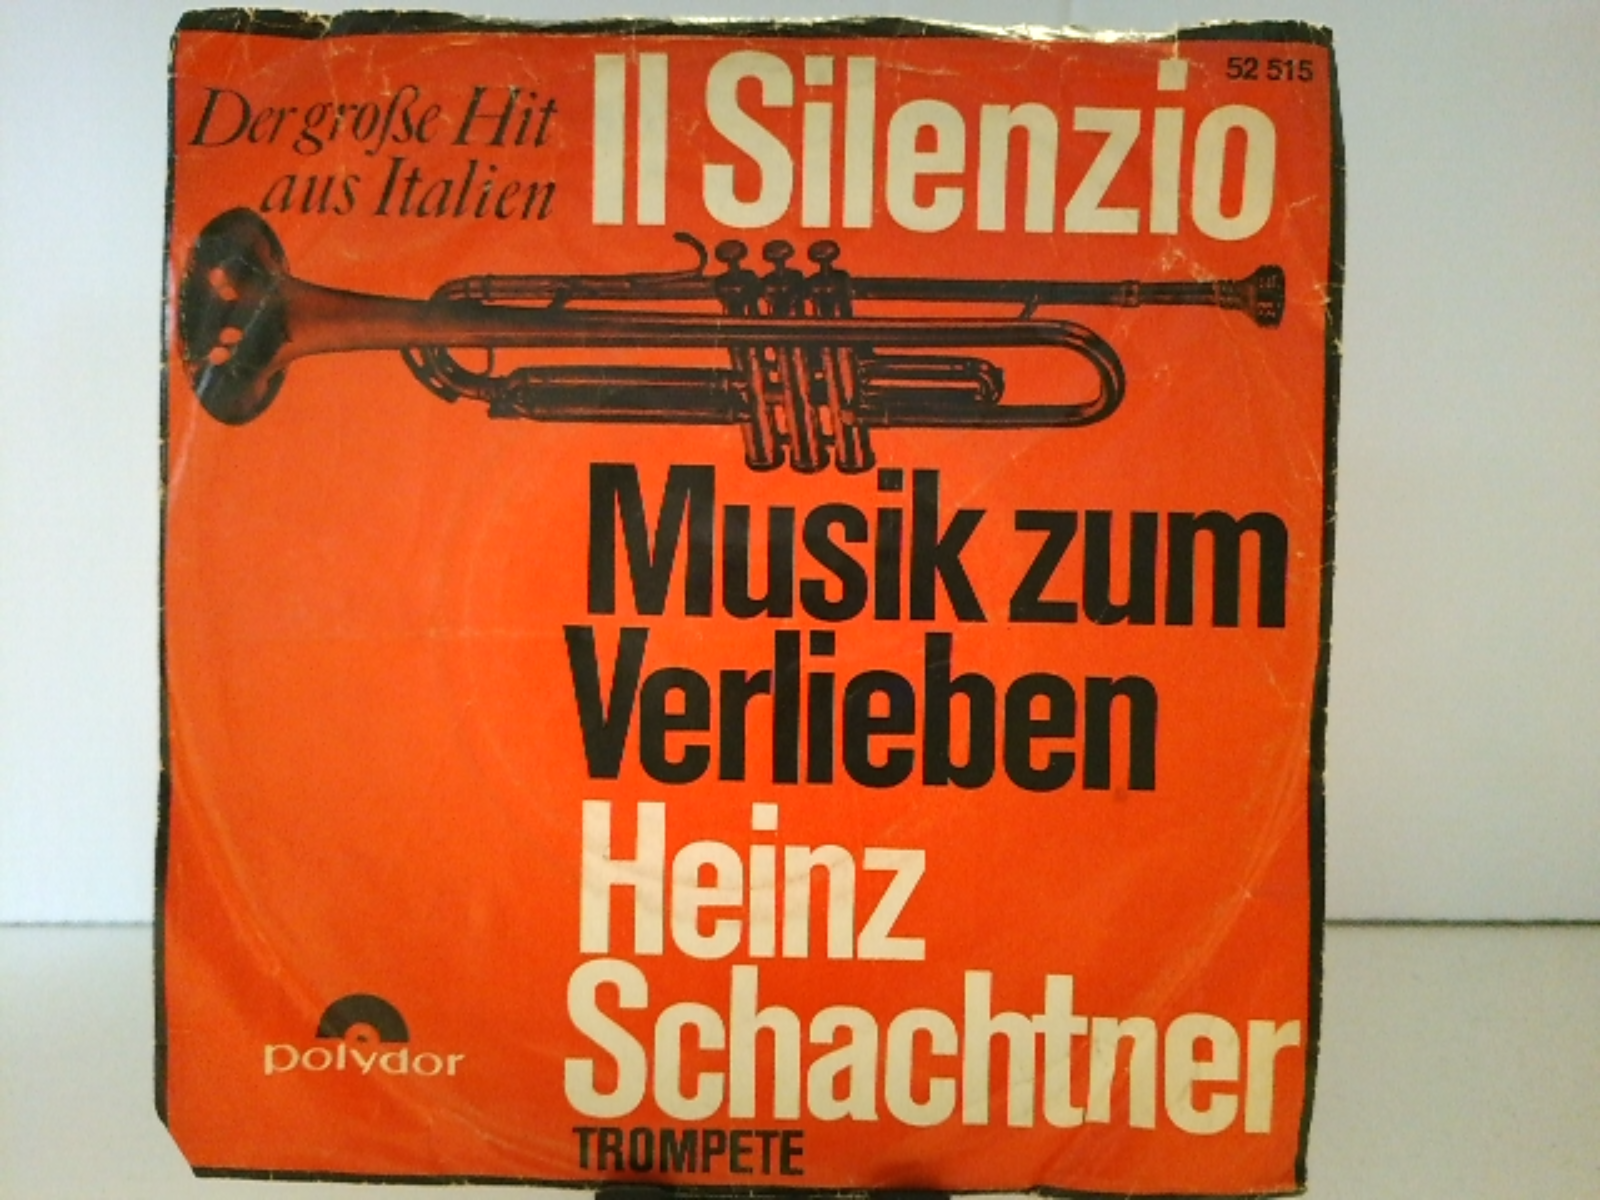 Der große Hit
aus Italien
Il Silenzio
52 515
Musik zum
Verlieben
Heinz
Schachtner
TROMPETE
polydor